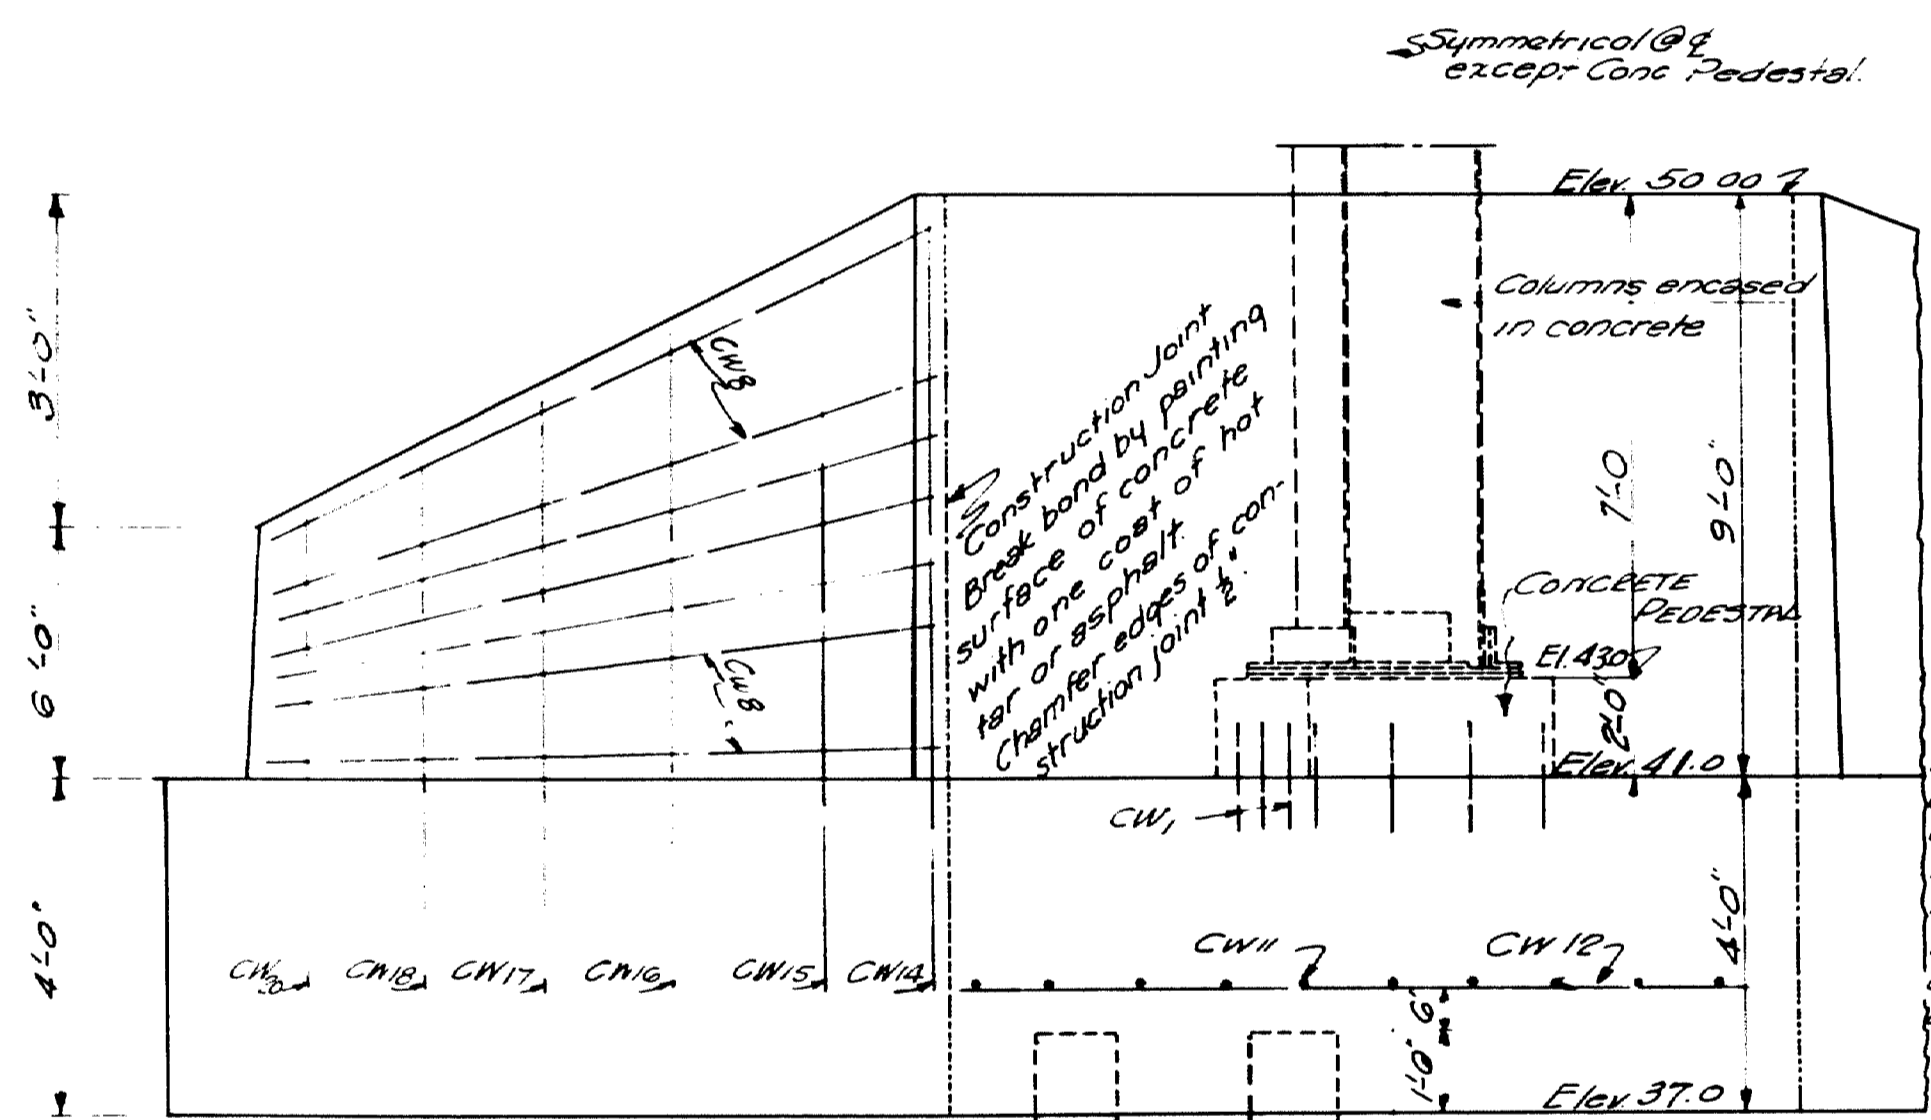 Symmetrical @ ℄
except Conc Pedestal.
Elev. 50 00
Columns encased
in concrete
3'-0"
CW8
Construction Joint
Break bond by painting
surface of concrete
with one coat of hot
tar or asphalt.
Chamfer edges of con-
struction joint ½".
7'-0
9'-0"
CONCRETE
PEDESTAL
El. 43.0
6'-0"
CW8
2'-0"
Elev. 41.0
CW1
4'-0"
CW18
CW17
CW16
CW15
CW14
CW11
CW12
4'-0"
1'-0"
6"
Elev. 37.0